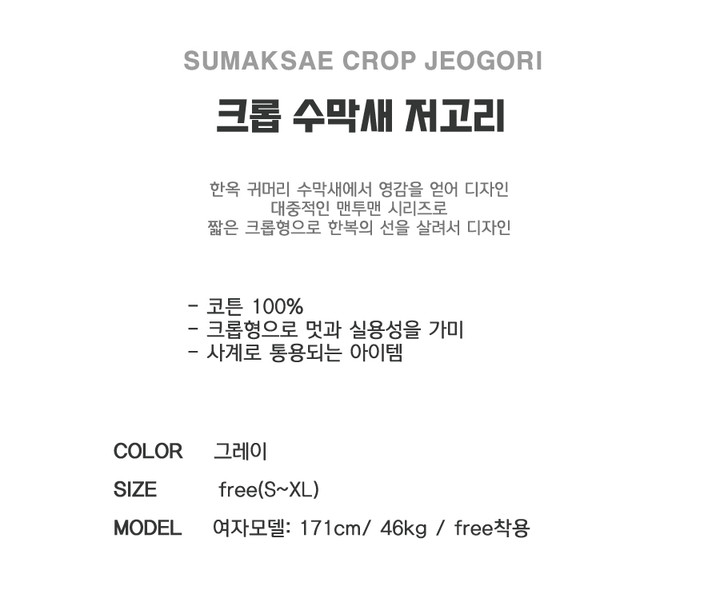 SUMAKSAE CROP JEOGORI
크롭 수막새 저고리
한옥 귀머리 수막새에서 영감을 얻어 디자인
대중적인 맨투맨 시리즈로
짧은 크롭형으로 한복의 선을 살려서 디자인
- 코튼 100%
- 크롭형으로 멋과 실용성을 가미
- 사계로 통용되는 아이템
COLOR 그레이
SIZE free(S~XL)
MODEL 여자모델: 171cm/ 46kg / free착용